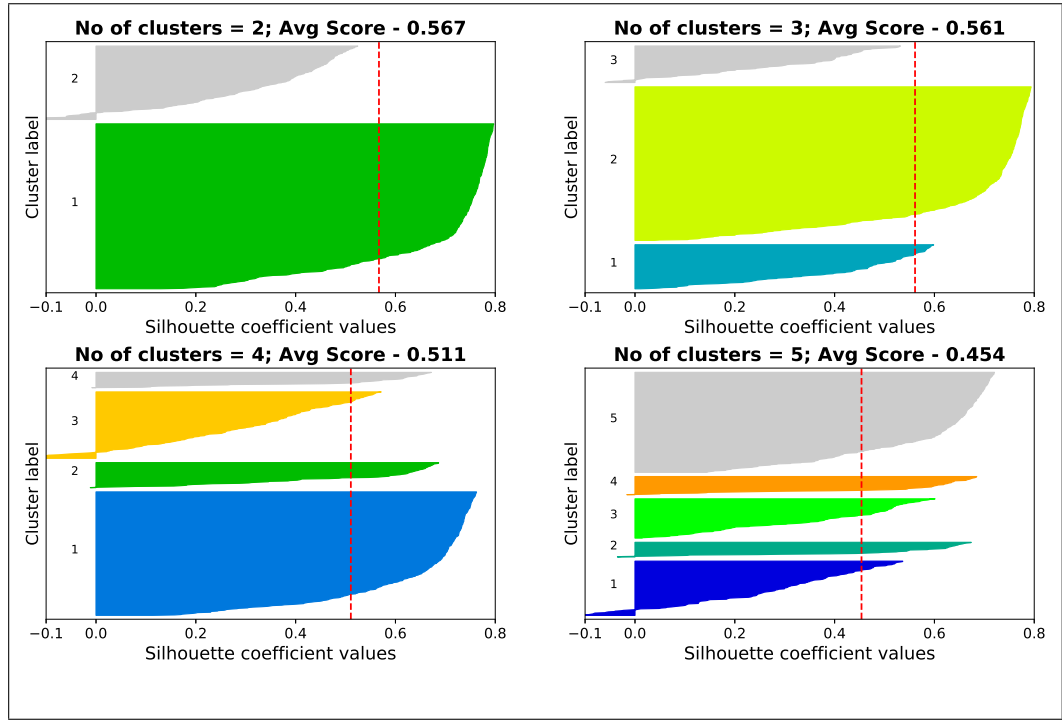 No of clusters = 2; Avg Score - 0.567
2
1
Cluster label
−0.1 0.0 0.2 0.4 0.6 0.8
Silhouette coefficient values
No of clusters = 3; Avg Score - 0.561
3
2
1
Cluster label
−0.1 0.0 0.2 0.4 0.6 0.8
Silhouette coefficient values
No of clusters = 4; Avg Score - 0.511
4
3
2
1
Cluster label
−0.1 0.0 0.2 0.4 0.6 0.8
Silhouette coefficient values
No of clusters = 5; Avg Score - 0.454
5
4
3
2
1
Cluster label
−0.1 0.0 0.2 0.4 0.6 0.8
Silhouette coefficient values